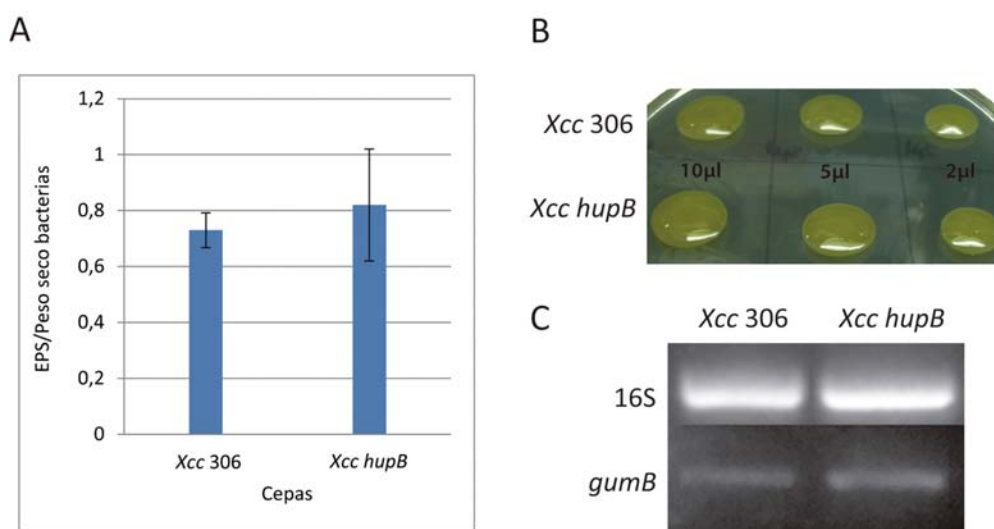 A
EPS/Peso seco bacterias
1,2
1
0,8
0,6
0,4
0,2
0
Xcc 306
Xcc hupB
Cepas
B
Xcc 306
10µl
5µl
2µl
Xcc hupB
C
Xcc 306
Xcc hupB
16S
gumB